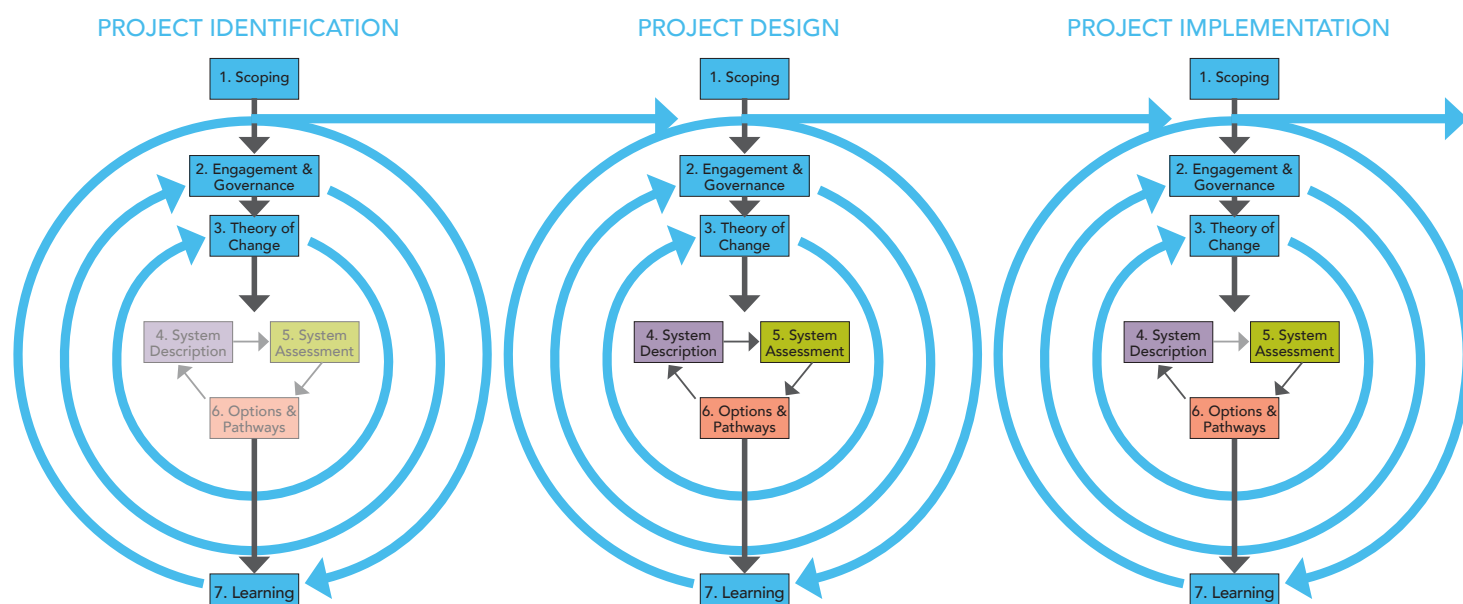 PROJECT IDENTIFICATION
1. Scoping
2. Engagement &
Governance
3. Theory of
Change
4. System
Description
5. System
Assessment
6. Options &
Pathways
7. Learning
PROJECT DESIGN
1. Scoping
2. Engagement &
Governance
3. Theory of
Change
4. System
Description
5. System
Assessment
6. Options &
Pathways
7. Learning
PROJECT IMPLEMENTATION
1. Scoping
2. Engagement &
Governance
3. Theory of
Change
4. System
Description
5. System
Assessment
6. Options &
Pathways
7. Learning